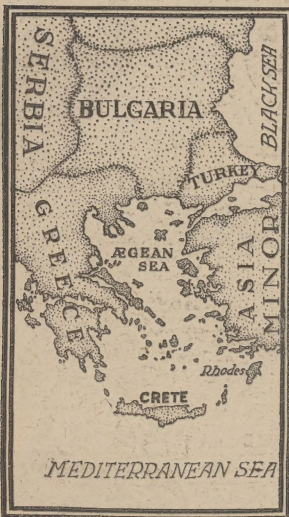 SERBIA
BULGARIA
BLACK SEA
TURKEY
GREECE
ÆGEAN
SEA
ASIA
MINOR
Rhodes
CRETE
MEDITERRANEAN SEA